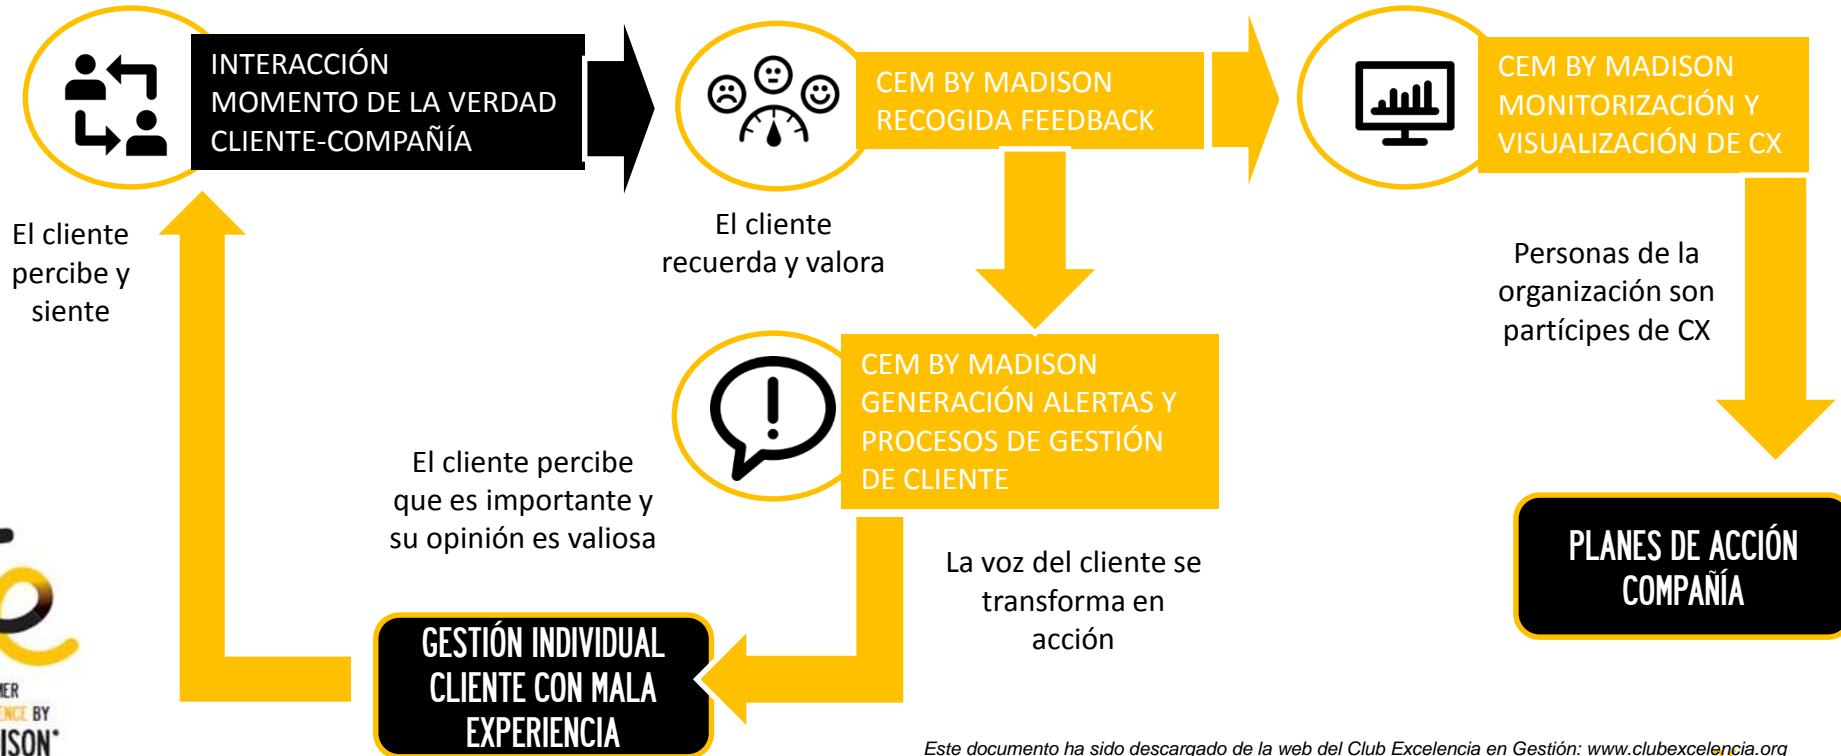 INTERACCIÓN
MOMENTO DE LA VERDAD
CLIENTE-COMPAÑÍA
CEM BY MADISON
RECOGIDA FEEDBACK
CEM BY MADISON
MONITORIZACIÓN Y
VISUALIZACIÓN DE CX
El cliente
percibe y
siente
El cliente
recuerda y valora
Personas de la
organización son
partícipes de CX
CEM BY MADISON
GENERACIÓN ALERTAS Y
PROCESOS DE GESTIÓN
DE CLIENTE
El cliente percibe
que es importante y
su opinión es valiosa
La voz del cliente se
transforma en
acción
PLANES DE ACCIÓN
COMPAÑÍA
GESTIÓN INDIVIDUAL
CLIENTE CON MALA
EXPERIENCIA
MER
ENCE BY
ISON
Este documento ha sido descargado de la web del Club Excelencia en Gestión: www.clubexcelencia.org